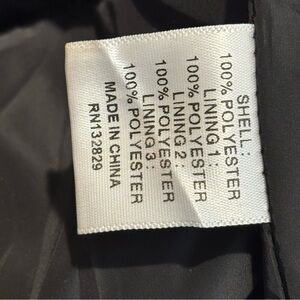 SHELL:
100% POLYESTER
LINING 1:
100% POLYESTER
LINING 2:
100% POLYESTER
LINING 3:
100% POLYESTER
MADE IN CHINA
RN132829